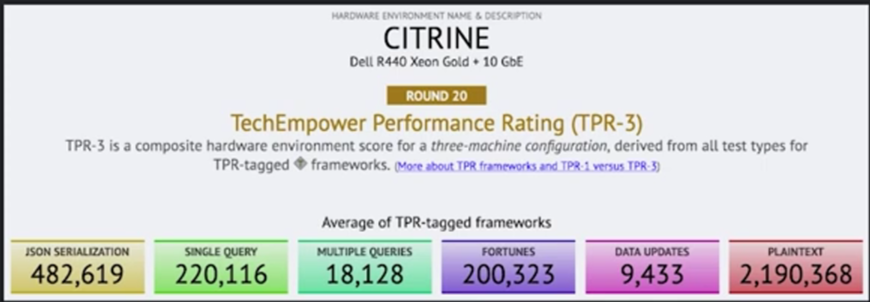 HARDWARE ENVIRONMENT NAME & DESCRIPTION
CITRINE
Dell R440 Xeon Gold + 10 GbE
ROUND 20
TechEmpower Performance Rating (TPR-3)
TPR-3 is a composite hardware environment score for a three-machine configuration, derived from all test types for
TPR-tagged frameworks. (More about TPR frameworks and TPR-1 versus TPR-3)
Average of TPR-tagged frameworks
JSON SERIALIZATION SINGLE QUERY MULTIPLE QUERIES FORTUNES DATA UPDATES PLAINTEXT
482,619 220,116 18,128 200,323 9,433 2,190,368